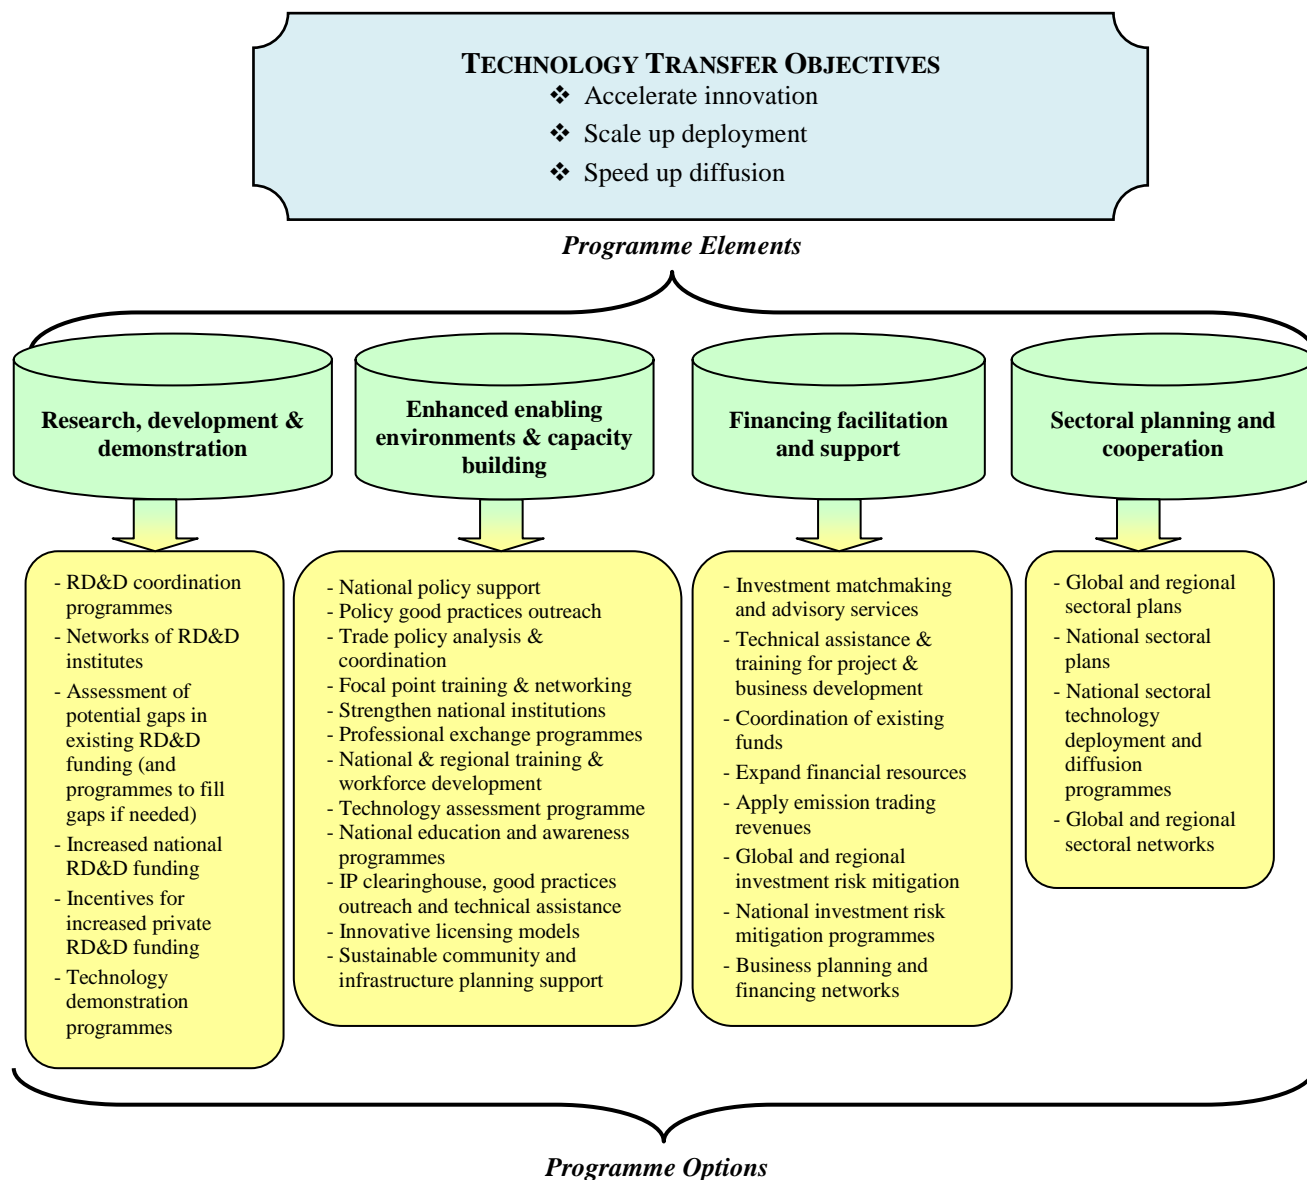 TECHNOLOGY TRANSFER OBJECTIVES
❖ Accelerate innovation
❖ Scale up deployment
❖ Speed up diffusion
Programme Elements
Research, development &
demonstration
Enhanced enabling
environments & capacity
building
Financing facilitation
and support
Sectoral planning and
cooperation
- RD&D coordination
programmes
- Networks of RD&D
institutes
- Assessment of
potential gaps in
existing RD&D
funding (and
programmes to fill
gaps if needed)
- Increased national
RD&D funding
- Incentives for
increased private
RD&D funding
- Technology
demonstration
programmes
- National policy support
- Policy good practices outreach
- Trade policy analysis &
coordination
- Focal point training & networking
- Strengthen national institutions
- Professional exchange programmes
- National & regional training &
workforce development
- Technology assessment programme
- National education and awareness
programmes
- IP clearinghouse, good practices
outreach and technical assistance
- Innovative licensing models
- Sustainable community and
infrastructure planning support
- Investment matchmaking
and advisory services
- Technical assistance &
training for project &
business development
- Coordination of existing
funds
- Expand financial resources
- Apply emission trading
revenues
- Global and regional
investment risk mitigation
- National investment risk
mitigation programmes
- Business planning and
financing networks
- Global and regional
sectoral plans
- National sectoral
plans
- National sectoral
technology
deployment and
diffusion
programmes
- Global and regional
sectoral networks
Programme Options